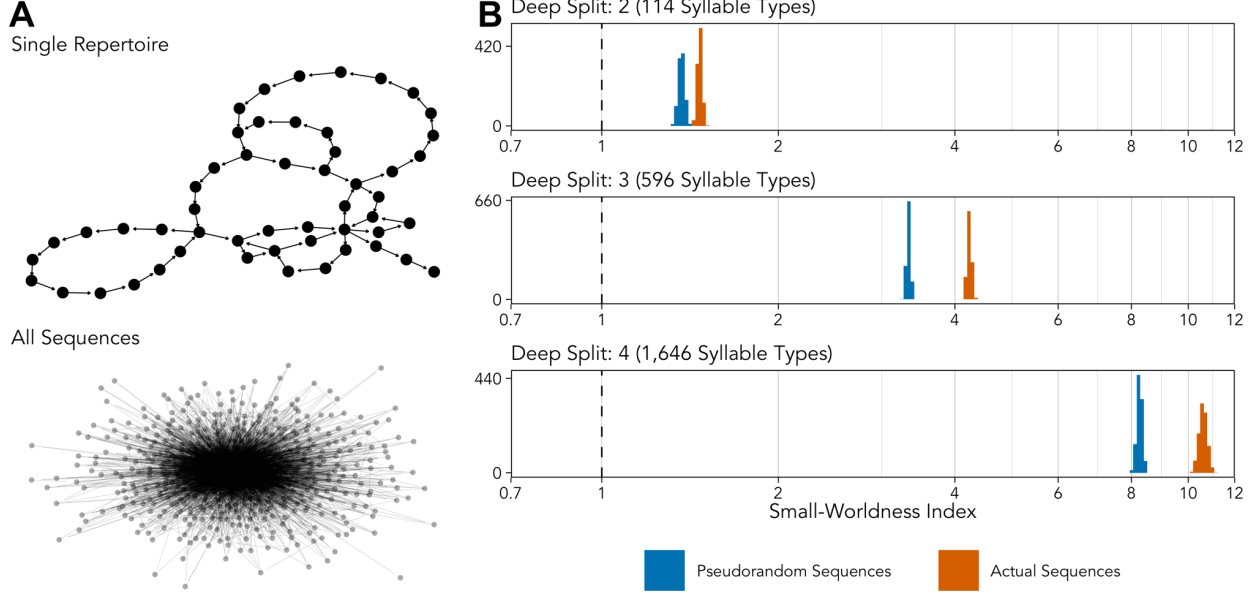 A
Single Repertoire
All Sequences
B
Deep Split: 2 (114 Syllable Types)
420
0
0.7 1 2 4 6 8 10 12
Deep Split: 3 (596 Syllable Types)
660
0
0.7 1 2 4 6 8 10 12
Deep Split: 4 (1,646 Syllable Types)
440
0
0.7 1 2 4 6 8 10 12
Small-Worldness Index
Pseudorandom Sequences Actual Sequences